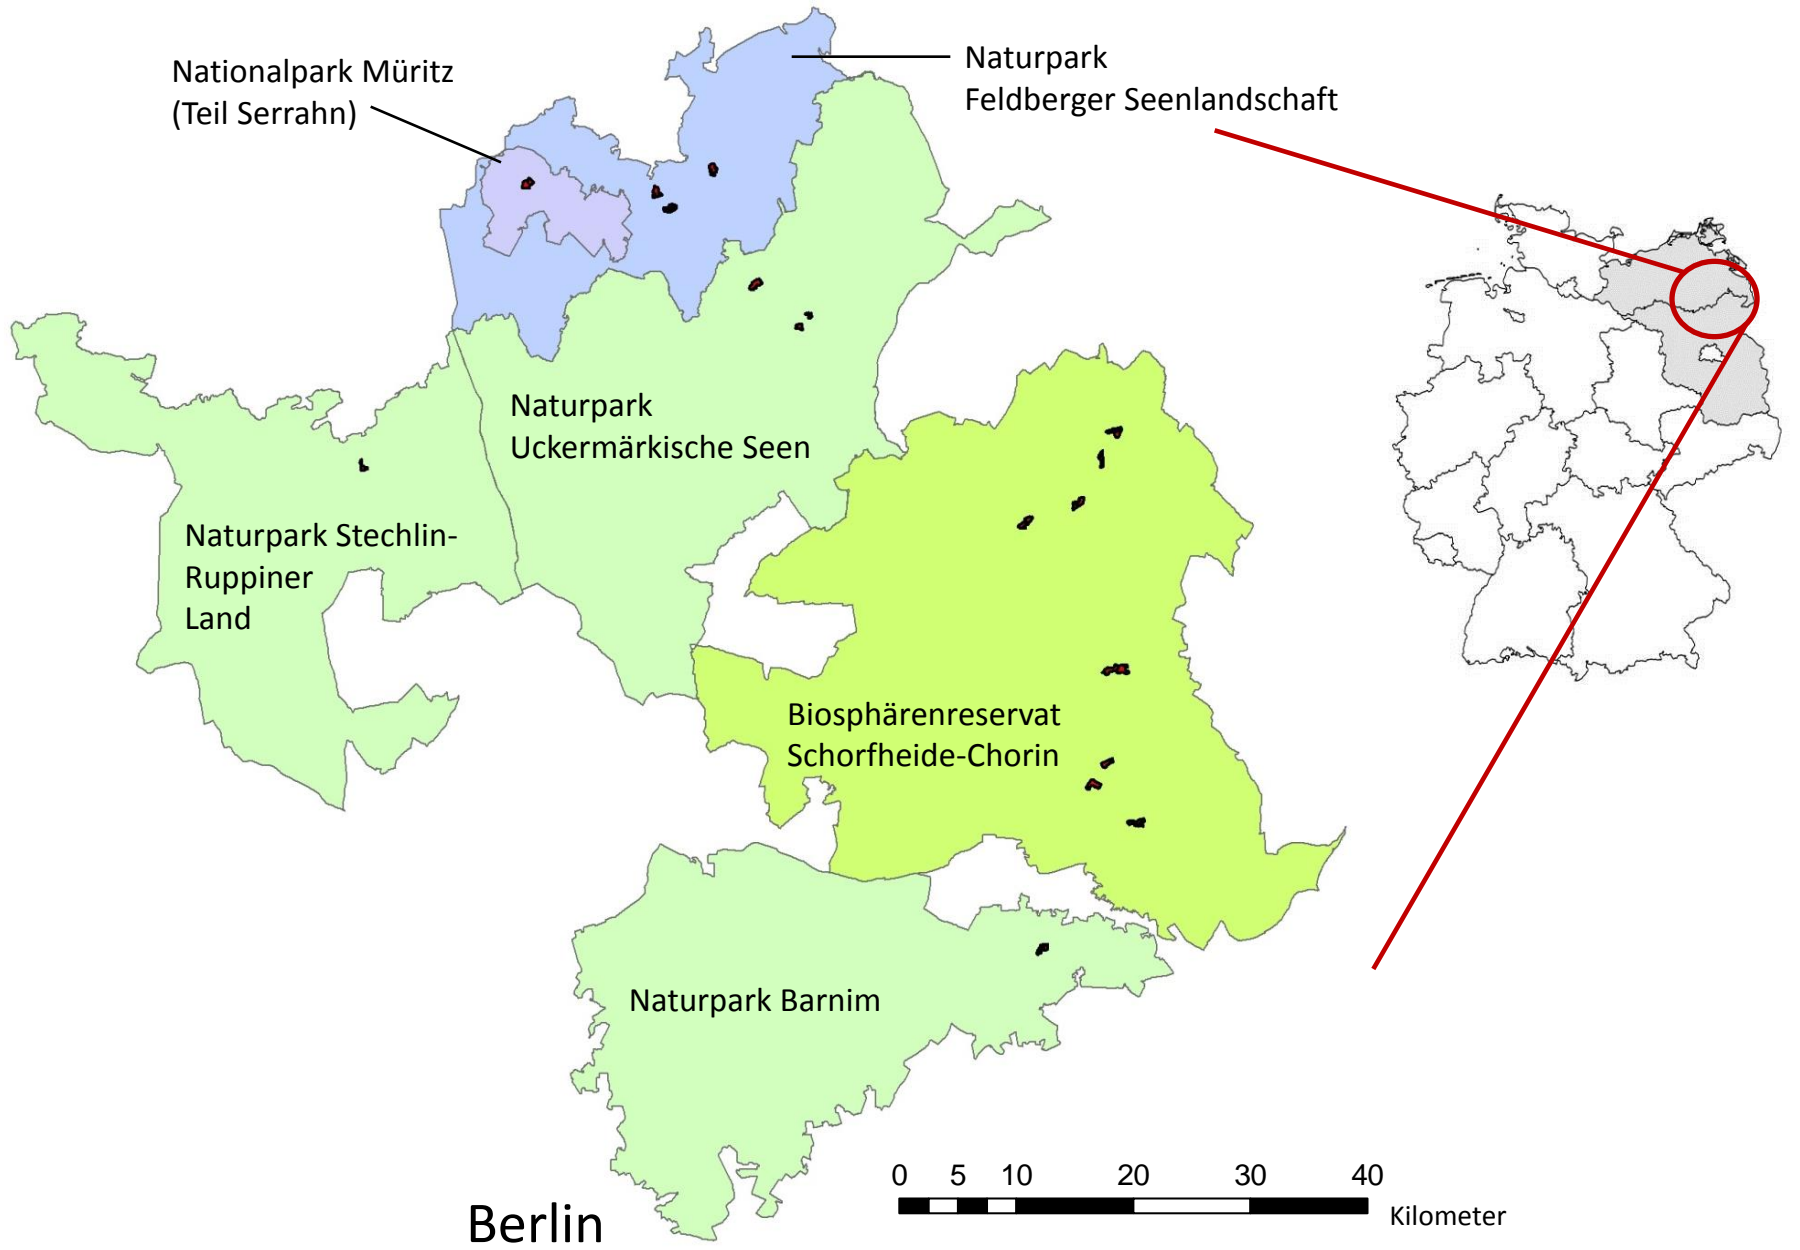 Nationalpark Müritz
(Teil Serrahn)
Naturpark
Feldberger Seenlandschaft
Naturpark
Uckermärkische Seen
Naturpark Stechlin-
Ruppiner
Land
Biosphärenreservat
Schorfheide-Chorin
Naturpark Barnim
0 5 10 20 30 40
Kilometer
Berlin